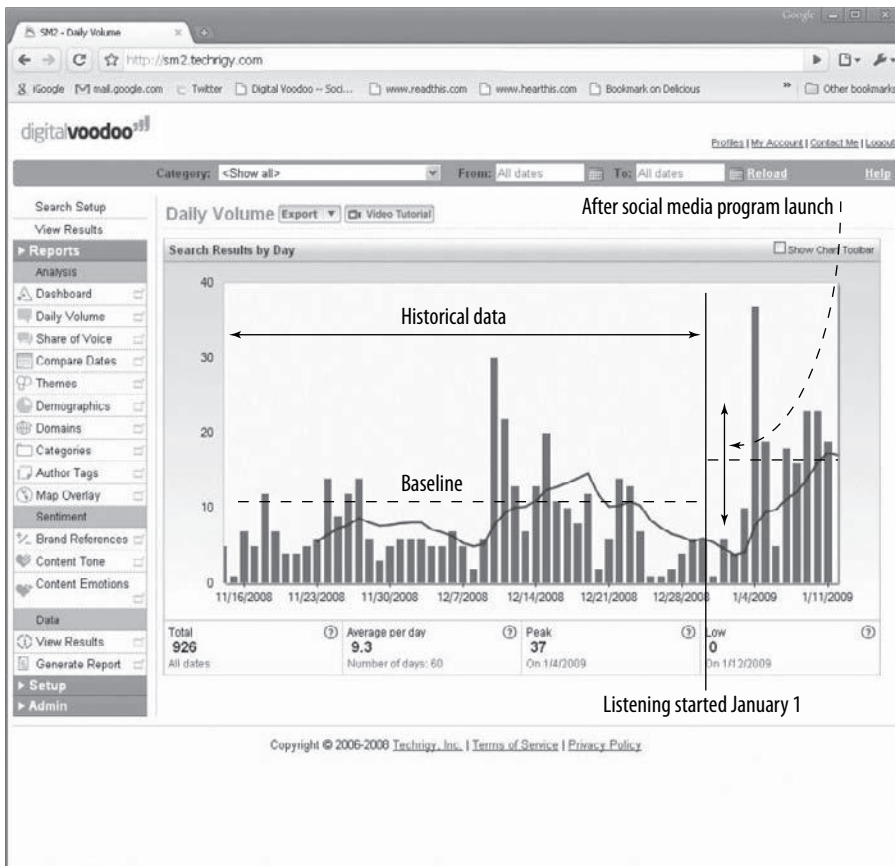 Google
SM2 - Daily Volume
http://sm2.techrigy.com
iGoogle mail.google.com Twitter Digital Voodoo -- Soci... www.readthis.com www.hearthis.com Bookmark on Delicious » Other bookmarks
digitalvoodoo
Profiles | My Account | Contact Me | Logout
Category: <Show all> From: All dates To: All dates Reload Help
Search Setup
View Results
Reports
Analysis
Dashboard
Daily Volume
Share of Voice
Compare Dates
Themes
Demographics
Domains
Categories
Author Tags
Map Overlay
Sentiment
Brand References
Content Tone
Content Emotions
Data
View Results
Generate Report
Setup
Admin
Daily Volume Export Video Tutorial
After social media program launch
Search Results by Day Show Chart Toolbar
40
30
20
10
0
Historical data
Baseline
11/16/2008 11/23/2008 11/30/2008 12/7/2008 12/14/2008 12/21/2008 12/28/2008 1/4/2009 1/11/2009
Total
926
All dates
Average per day
9.3
Number of days: 60
Peak
37
On 1/4/2009
Low
0
On 1/12/2009
Listening started January 1
Copyright © 2006-2008 Techrigy, Inc. | Terms of Service | Privacy Policy